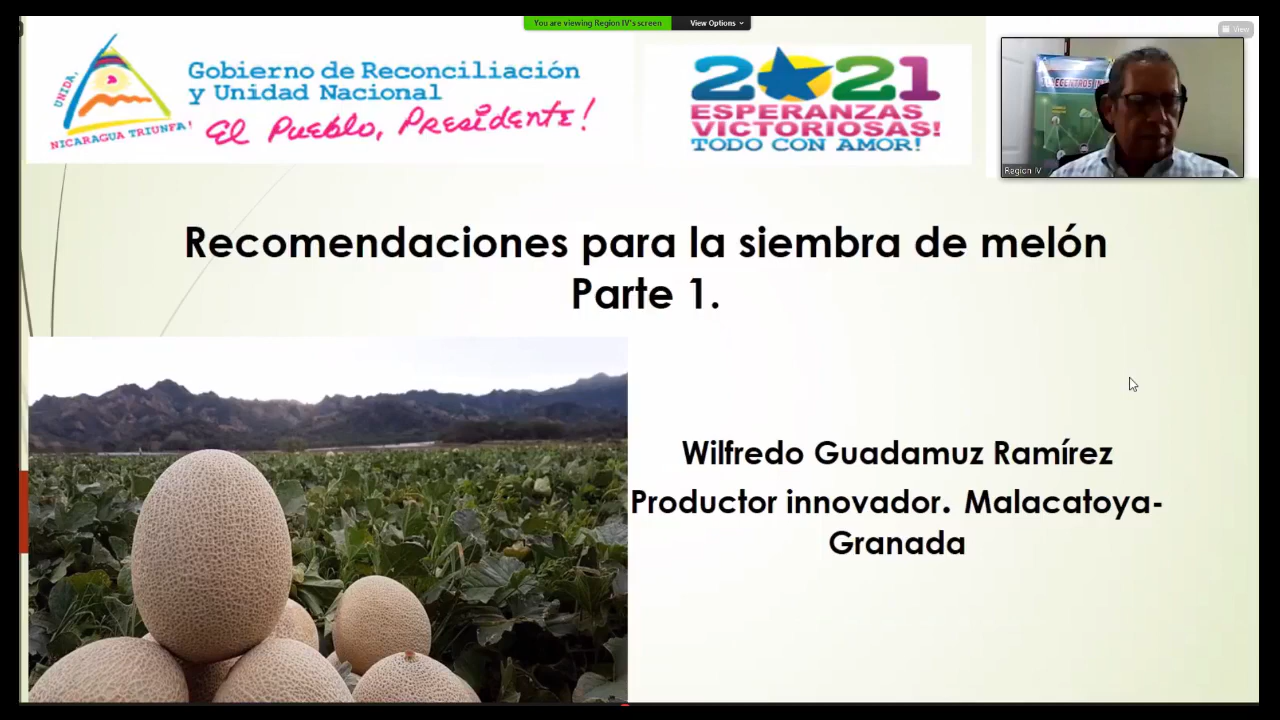 You are viewing Region IV's screen
View Options
View
UNIDA,
NICARAGUA TRIUNFA!
Gobierno de Reconciliación
y Unidad Nacional
El Pueblo, Presidente!
2021
ESPERANZAS
VICTORIOSAS!
TODO CON AMOR!
Region IV
Recomendaciones para la siembra de melón
Parte 1.
Wilfredo Guadamuz Ramírez
Productor innovador. Malacatoya-
Granada